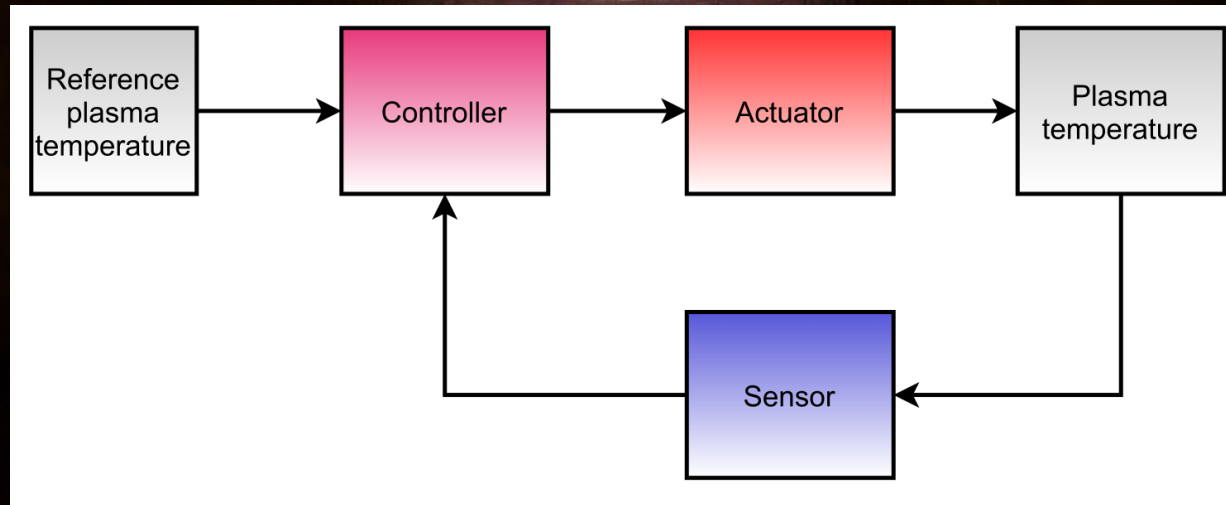 Reference
plasma
temperature
Controller
Actuator
Plasma
temperature
Sensor